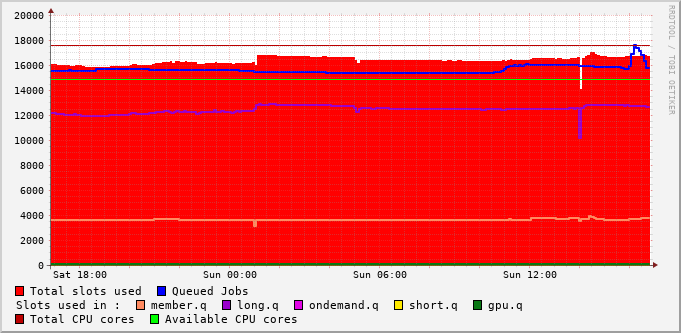 20000
18000
16000
14000
12000
10000
8000
6000
4000
2000
0
Sat 18:00 Sun 00:00 Sun 06:00 Sun 12:00
RRDTOOL / TOBI OETIKER
Total slots used Queued Jobs
Slots used in : member.q long.q ondemand.q short.q gpu.q
Total CPU cores Available CPU cores